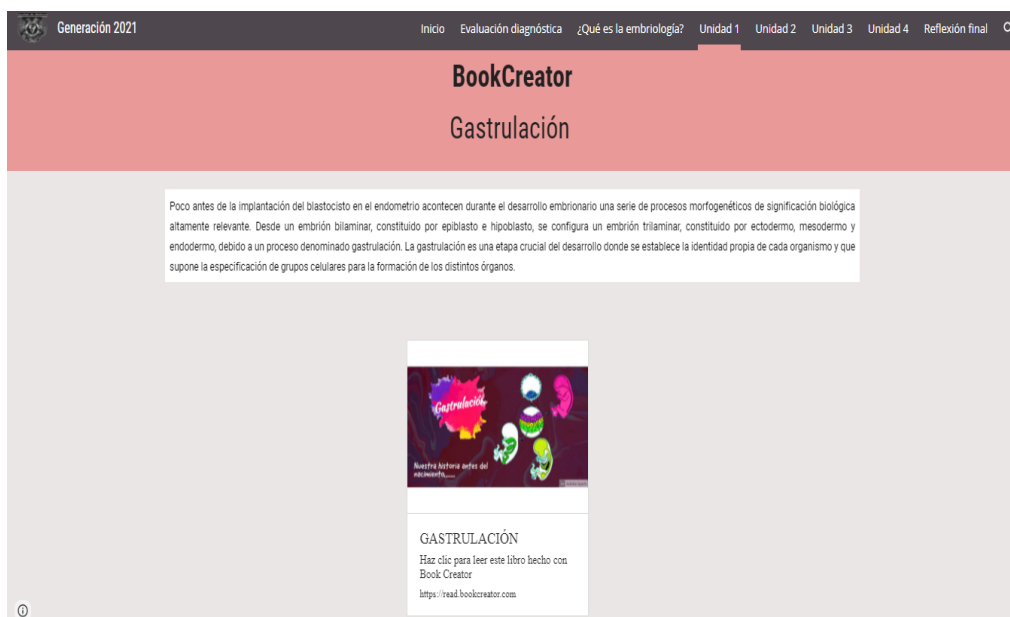 Generación 2021
Inicio Evaluación diagnóstica ¿Qué es la embriología? Unidad 1 Unidad 2 Unidad 3 Unidad 4 Reflexión final
BookCreator
Gastrulación
Poco antes de la implantación del blastocisto en el endometrio acontecen durante el desarrollo embrionario una serie de procesos morfogenéticos de significación biológica
altamente relevante. Desde un embrión bilaminar, constituido por epiblasto e hipoblasto, se configura un embrión trilaminar, constituido por ectodermo, mesodermo y
endodermo, debido a un proceso denominado gastrulación. La gastrulación es una etapa crucial del desarrollo donde se establece la identidad propia de cada organismo y que
supone la especificación de grupos celulares para la formación de los distintos órganos.
Gastrulación
Nuestra historia antes del
nacimiento......
GASTRULACIÓN
Haz clic para leer este libro hecho con
Book Creator
https://read.bookcreator.com